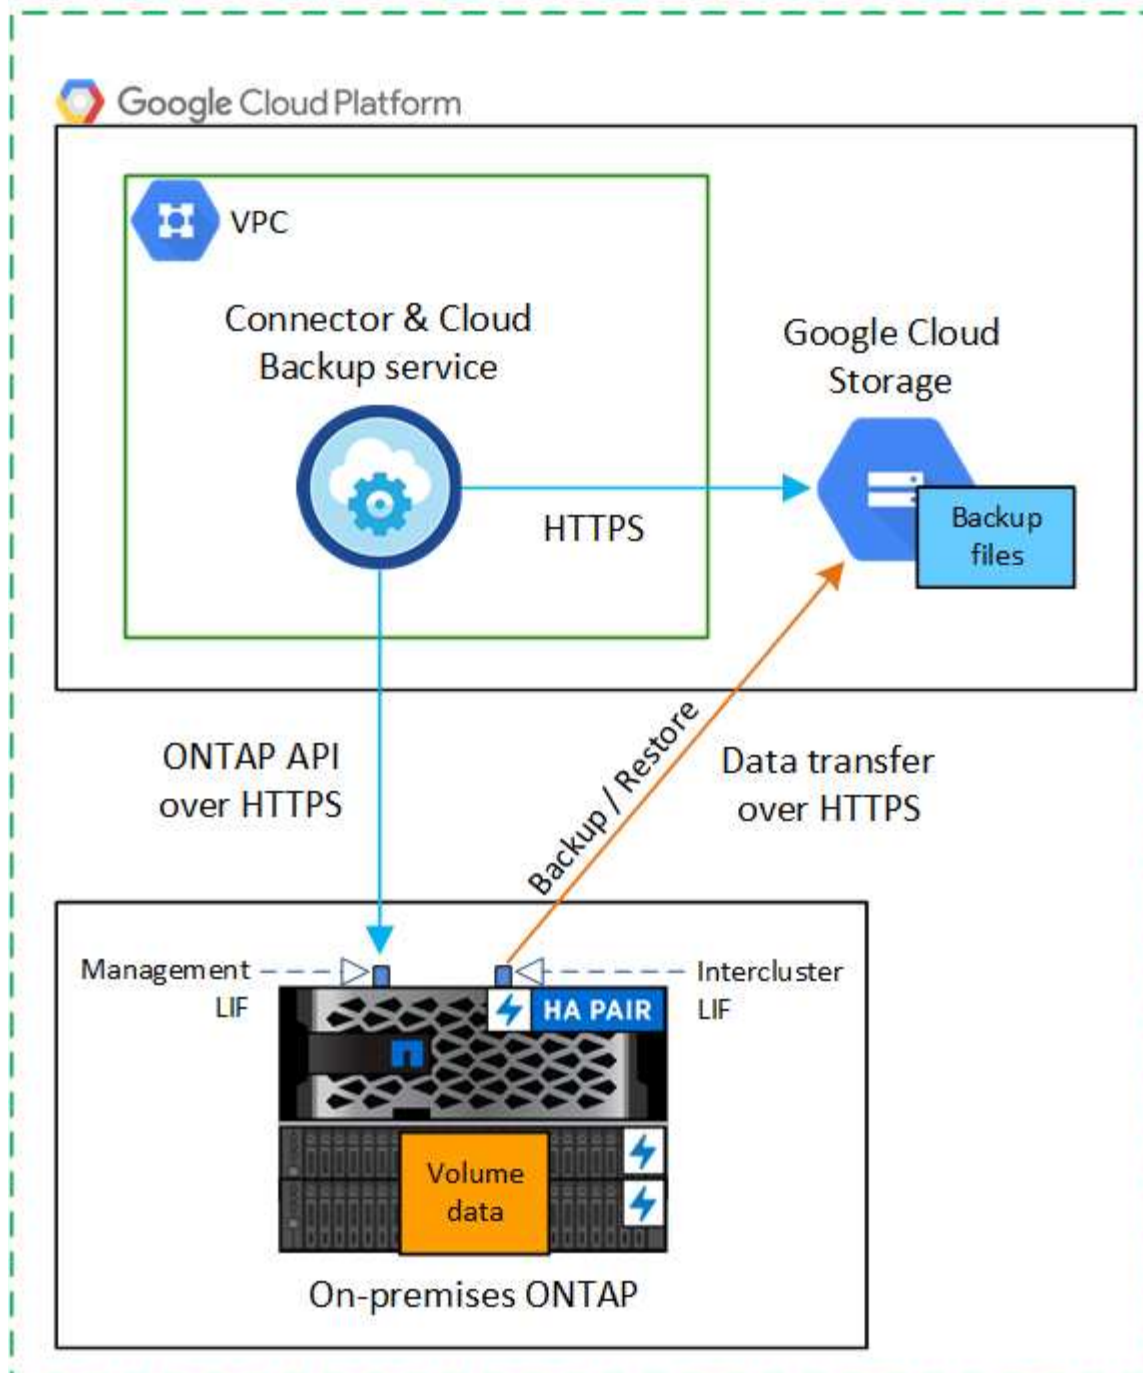 Google Cloud Platform
VPC
Connector & Cloud
Backup service
Google Cloud
Storage
HTTPS
Backup
files
ONTAP API
over HTTPS
Backup / Restore
Data transfer
over HTTPS
Management
LIF
Intercluster
LIF
HA PAIR
Volume
data
On-premises ONTAP